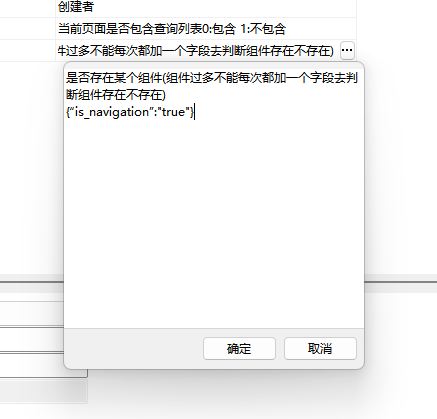 创建者
当前页面是否包含查询列表0:包含 1:不包含
件过多不能每次都加一个字段去判断组件存在不存在)
是否存在某个组件(组件过多不能每次都加一个字段去判
断组件存在不存在)
{“is_navigation”:"true"}
确定 取消